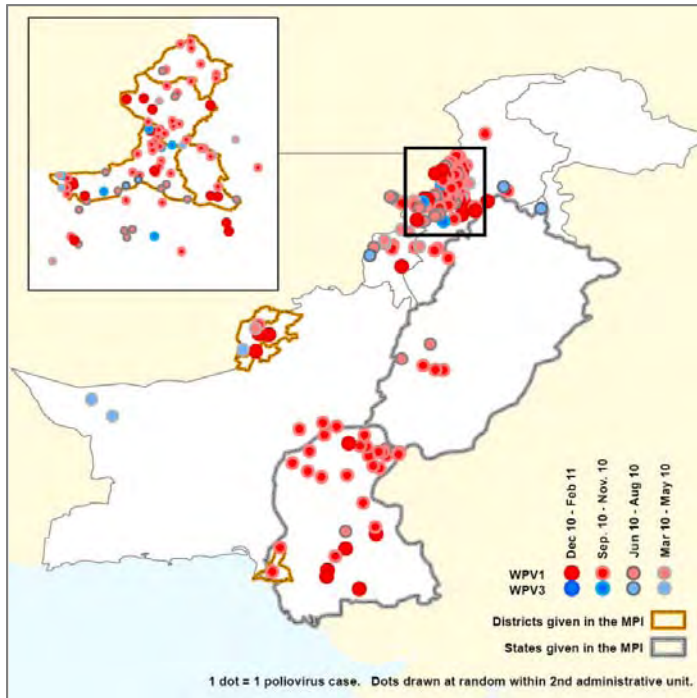 Dec 10 - Feb 11
Sep. 10 - Nov. 10
Jun 10 - Aug 10
Mar 10 - May 10
WPV1
WPV3
Districts given in the MPI
States given in the MPI
1 dot = 1 poliovirus case. Dots drawn at random within 2nd administrative unit.